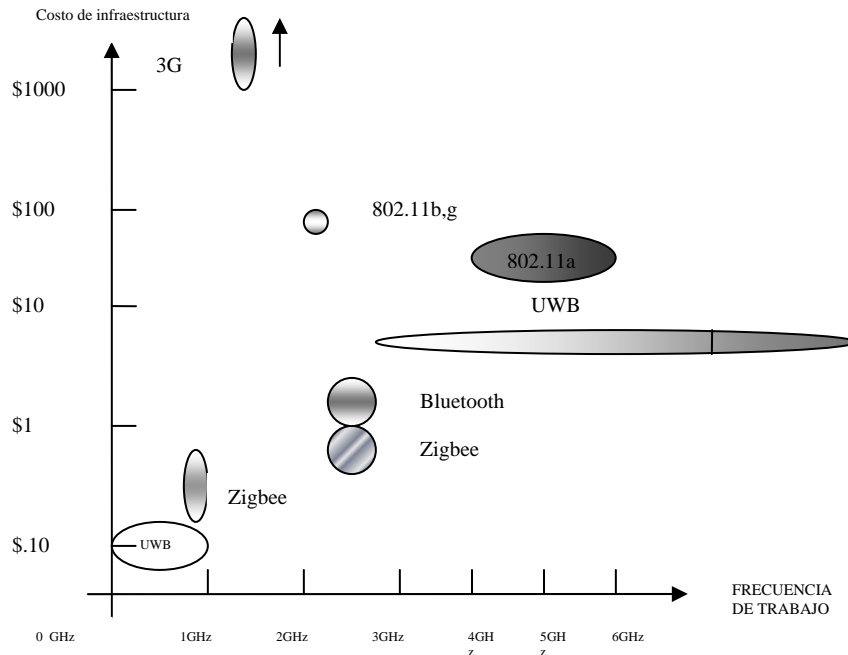 Costo de infraestructura
3G
$1000
$100
802.11b,g
802.11a
$10
UWB
Bluetooth
$1
Zigbee
Zigbee
$.10
UWB
FRECUENCIA
DE TRABAJO
0 GHz
1GHz
2GHz
3GHz
4GH
z
5GH
z
6GHz